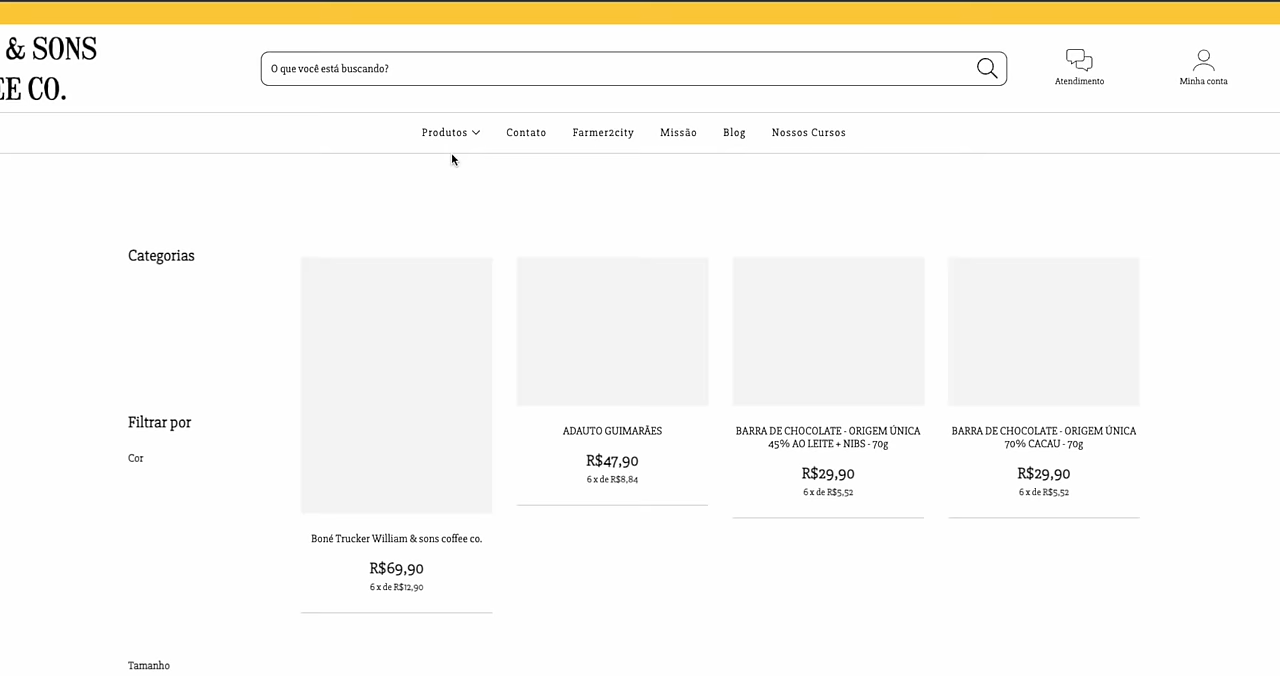 & SONS
EE CO.
O que você está buscando?
Atendimento
Minha conta
Produtos
Contato
Farmer2city
Missão
Blog
Nossos Cursos
Categorias
Filtrar por
Cor
Tamanho
Boné Trucker William & sons coffee co.
R$69,90
6 x de R$12,90
ADAUTO GUIMARÃES
R$47,90
6 x de R$8,84
BARRA DE CHOCOLATE - ORIGEM ÚNICA
45% AO LEITE + NIBS - 70g
R$29,90
6 x de R$5,52
BARRA DE CHOCOLATE - ORIGEM ÚNICA
70% CACAU - 70g
R$29,90
6 x de R$5,52